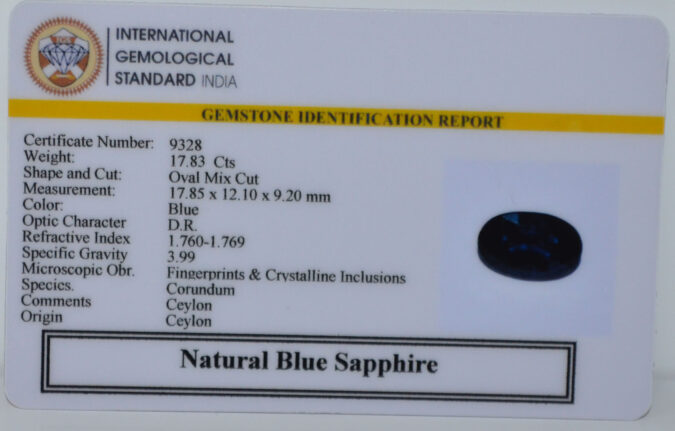 IGS
INTERNATIONAL
GEMOLOGICAL
STANDARD INDIA
GEMSTONE IDENTIFICATION REPORT
Certificate Number: 9328
Weight: 17.83 Cts
Shape and Cut: Oval Mix Cut
Measurement: 17.85 x 12.10 x 9.20 mm
Color: Blue
Optic Character D.R.
Refractive Index 1.760-1.769
Specific Gravity 3.99
Microscopic Obr. Fingerprints & Crystalline Inclusions
Species. Corundum
Comments Ceylon
Origin Ceylon
Natural Blue Sapphire